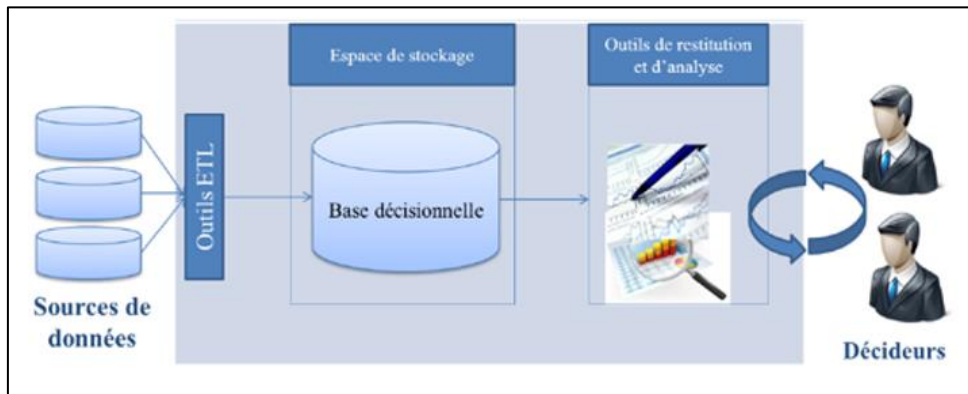 Espace de stockage
Outils de restitution
et d'analyse
Outils ETL
Base décisionnelle
Sources de
données
Décideurs